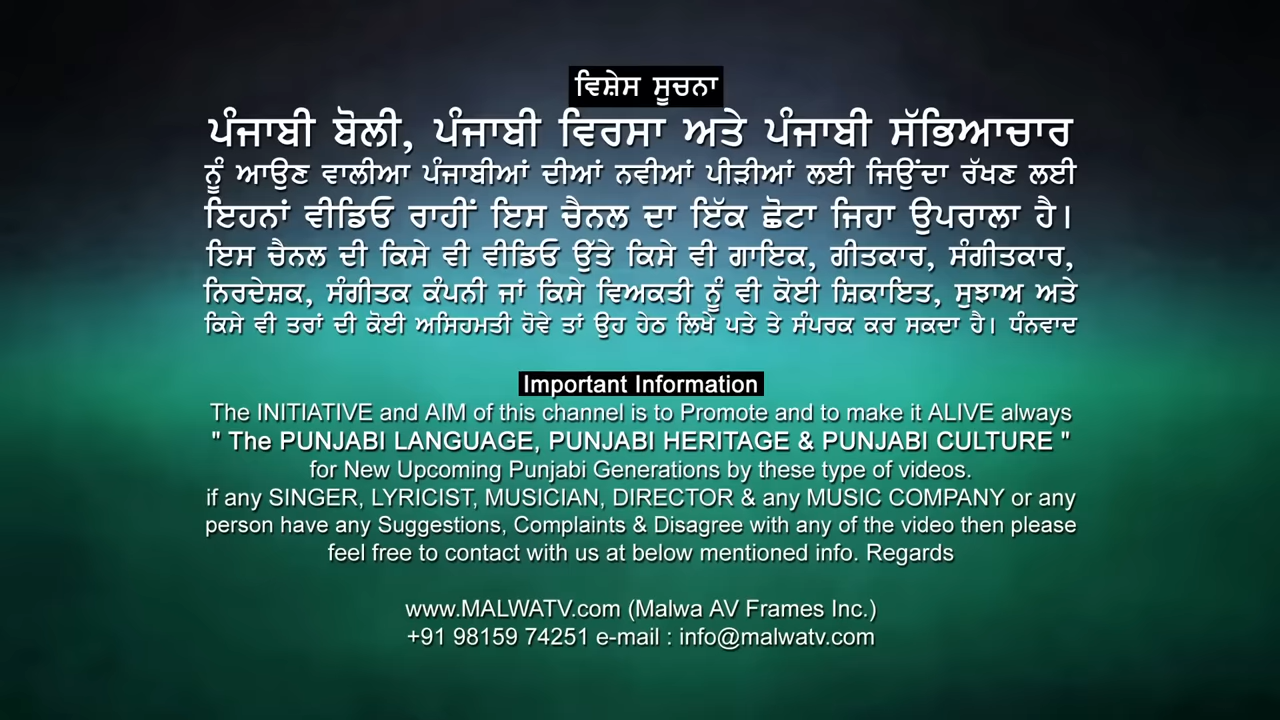 ਵਿਸ਼ੇਸ ਸੂਚਨਾ
ਪੰਜਾਬੀ ਬੋਲੀ, ਪੰਜਾਬੀ ਵਿਰਸਾ ਅਤੇ ਪੰਜਾਬੀ ਸੱਭਿਆਚਾਰ
ਨੂੰ ਆਉਣ ਵਾਲੀਆ ਪੰਜਾਬੀਆਂ ਦੀਆਂ ਨਵੀਆਂ ਪੀੜੀਆਂ ਲਈ ਜਿਉਂਦਾ ਰੱਖਣ ਲਈ
ਇਹਨਾਂ ਵੀਡਿਓ ਰਾਹੀਂ ਇਸ ਚੈਨਲ ਦਾ ਇੱਕ ਛੋਟਾ ਜਿਹਾ ਉਪਰਾਲਾ ਹੈ।
ਇਸ ਚੈਨਲ ਦੀ ਕਿਸੇ ਵੀ ਵੀਡਿਓ ਉੱਤੇ ਕਿਸੇ ਵੀ ਗਾਇਕ, ਗੀਤਕਾਰ, ਸੰਗੀਤਕਾਰ,
ਨਿਰਦੇਸ਼ਕ, ਸੰਗੀਤਕ ਕੰਪਨੀ ਜਾਂ ਕਿਸੇ ਵਿਅਕਤੀ ਨੂੰ ਵੀ ਕੋਈ ਸ਼ਿਕਾਇਤ, ਸੁਝਾਅ ਅਤੇ
ਕਿਸੇ ਵੀ ਤਰਾਂ ਦੀ ਕੋਈ ਅਸਿਹਮਤੀ ਹੋਵੇ ਤਾਂ ਉਹ ਹੇਠ ਲਿਖੇ ਪਤੇ ਤੇ ਸੰਪਰਕ ਕਰ ਸਕਦਾ ਹੈ। ਧੰਨਵਾਦ
Important Information
The INITIATIVE and AIM of this channel is to Promote and to make it ALIVE always
" The PUNJABI LANGUAGE, PUNJABI HERITAGE & PUNJABI CULTURE "
for New Upcoming Punjabi Generations by these type of videos.
if any SINGER, LYRICIST, MUSICIAN, DIRECTOR & any MUSIC COMPANY or any
person have any Suggestions, Complaints & Disagree with any of the video then please
feel free to contact with us at below mentioned info. Regards
www.MALWATV.com (Malwa AV Frames Inc.)
+91 98159 74251 e-mail : info@malwatv.com